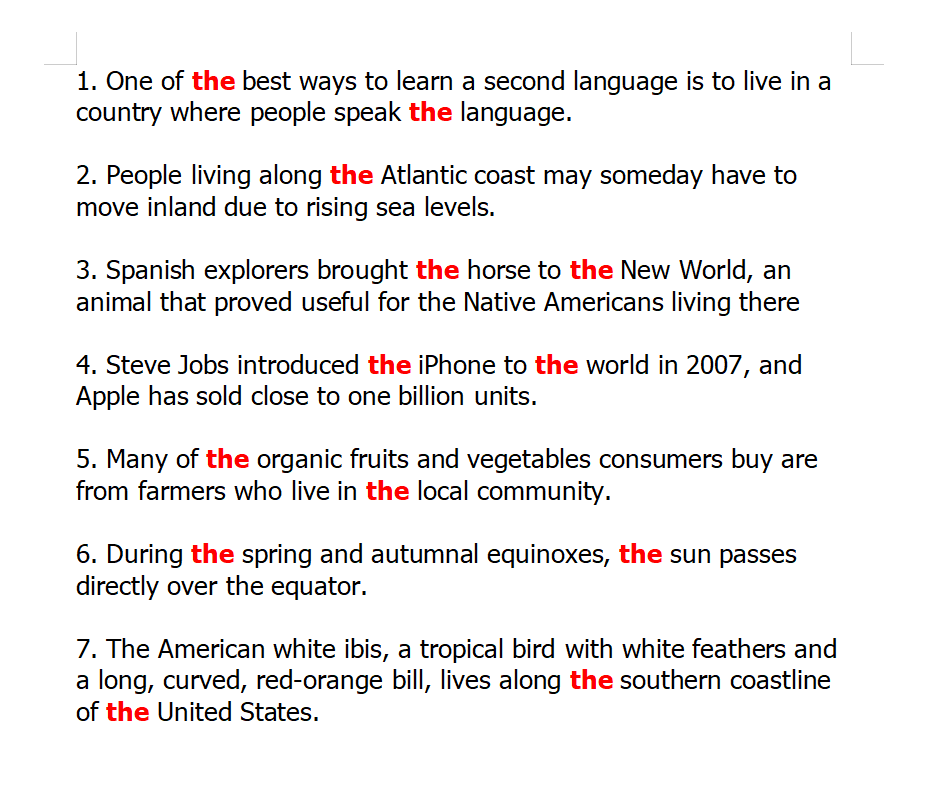 1. One of the best ways to learn a second language is to live in a
country where people speak the language.
2. People living along the Atlantic coast may someday have to
move inland due to rising sea levels.
3. Spanish explorers brought the horse to the New World, an
animal that proved useful for the Native Americans living there
4. Steve Jobs introduced the iPhone to the world in 2007, and
Apple has sold close to one billion units.
5. Many of the organic fruits and vegetables consumers buy are
from farmers who live in the local community.
6. During the spring and autumnal equinoxes, the sun passes
directly over the equator.
7. The American white ibis, a tropical bird with white feathers and
a long, curved, red-orange bill, lives along the southern coastline
of the United States.